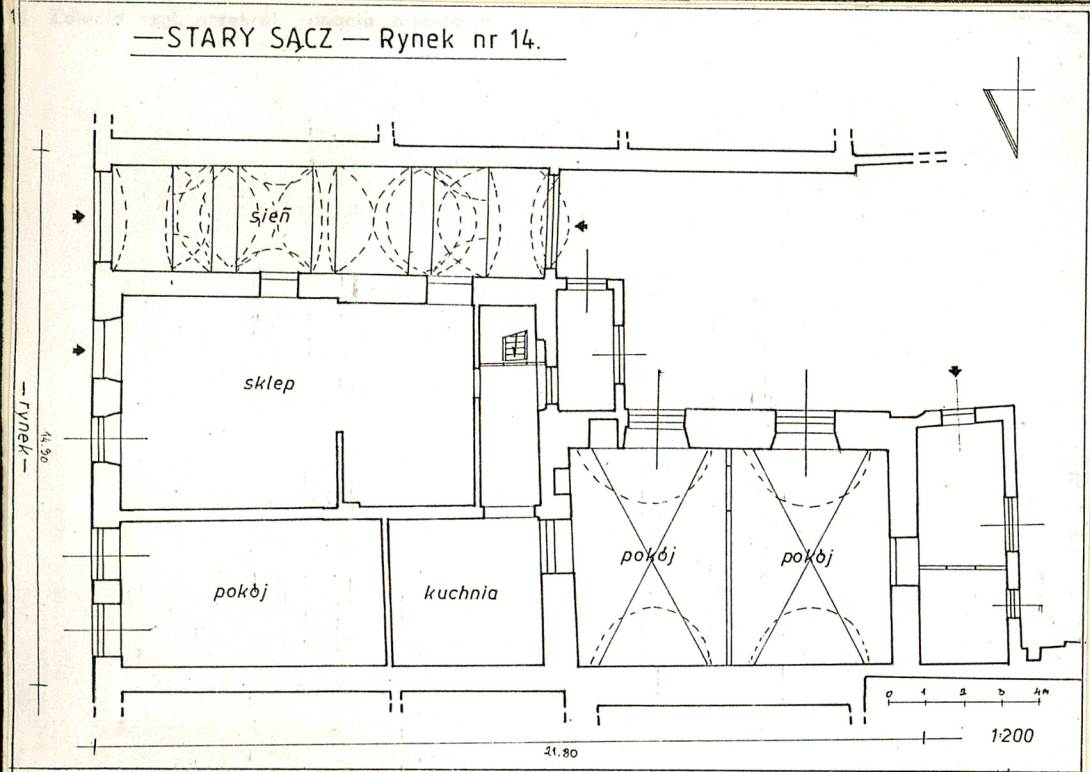 —STARY SĄCZ — Rynek nr 14.
sień
sklep
—rynek—
14.90
pokój
kuchnia
pokój
pokój
0 1 2 3 4m
21.80
1:200